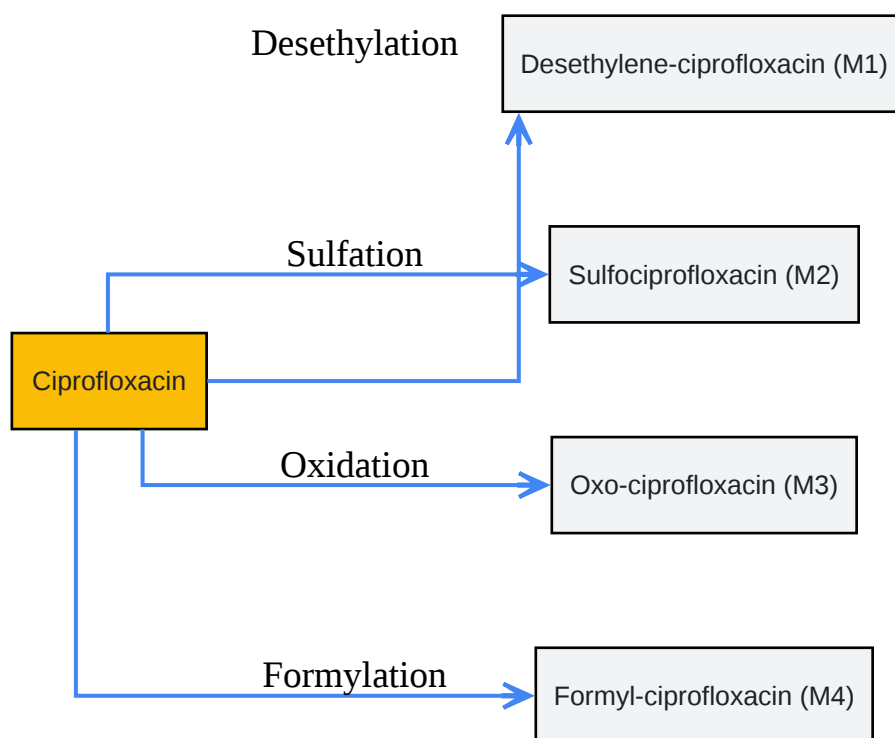 Desethylation
Desethylene-ciprofloxacin (M1)
Sulfation
Sulfociprofloxacin (M2)
Ciprofloxacin
Oxidation
Oxo-ciprofloxacin (M3)
Formylation
Formyl-ciprofloxacin (M4)